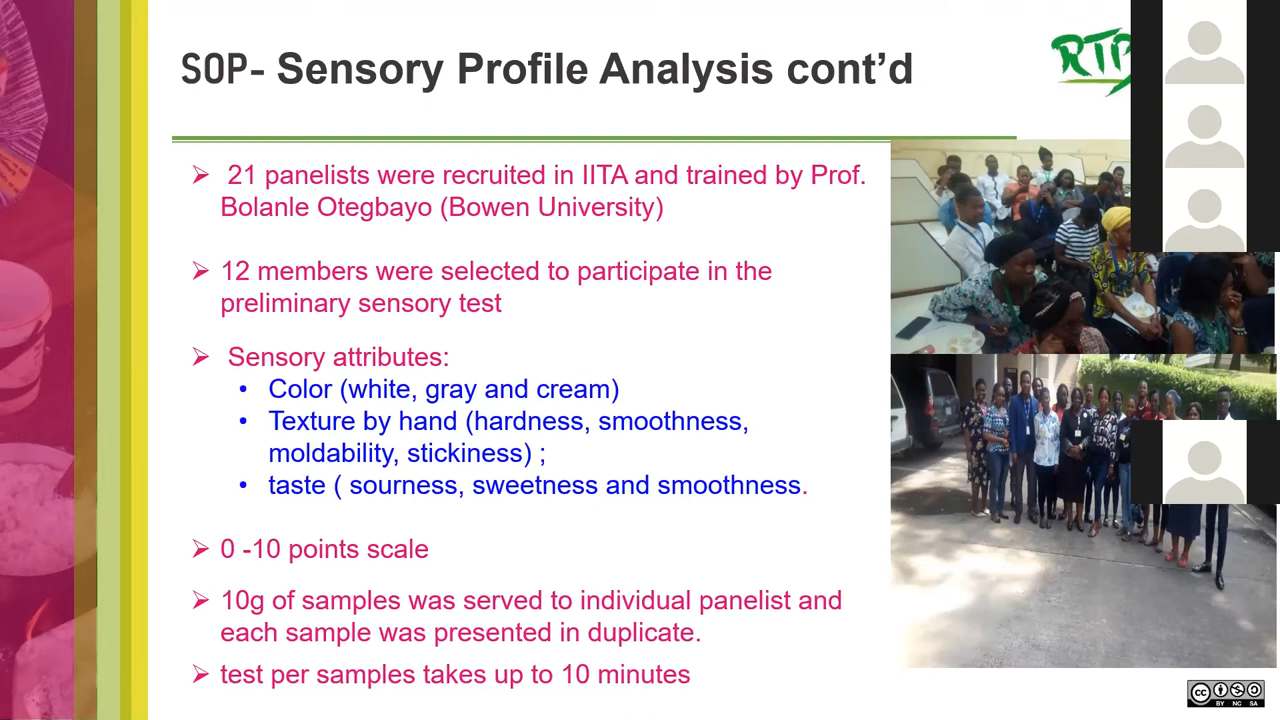 SOP- Sensory Profile Analysis cont’d
RTB
➢ 21 panelists were recruited in IITA and trained by Prof.
Bolanle Otegbayo (Bowen University)
➢ 12 members were selected to participate in the
preliminary sensory test
➢ Sensory attributes:
• Color (white, gray and cream)
• Texture by hand (hardness, smoothness,
moldability, stickiness) ;
• taste ( sourness, sweetness and smoothness.
➢ 0 -10 points scale
➢ 10g of samples was served to individual panelist and
each sample was presented in duplicate.
➢ test per samples takes up to 10 minutes
cc
BY NC SA